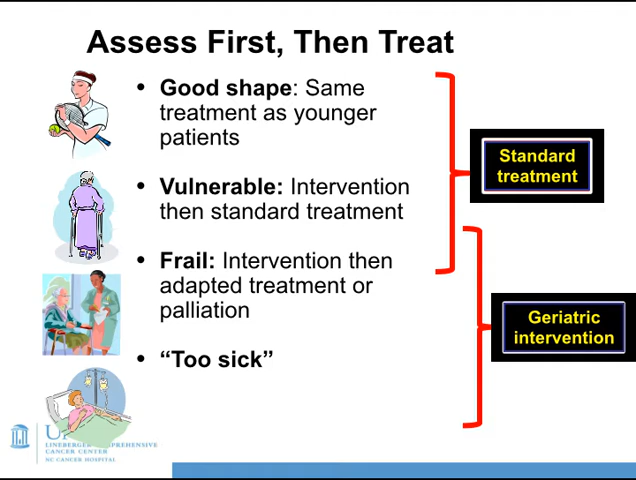 Assess First, Then Treat
• Good shape: Same
treatment as younger
patients
• Vulnerable: Intervention
then standard treatment
• Frail: Intervention then
adapted treatment or
palliation
• “Too sick”
Standard
treatment
Geriatric
intervention
CANCER CENTER
NC CANCER HOSPITAL